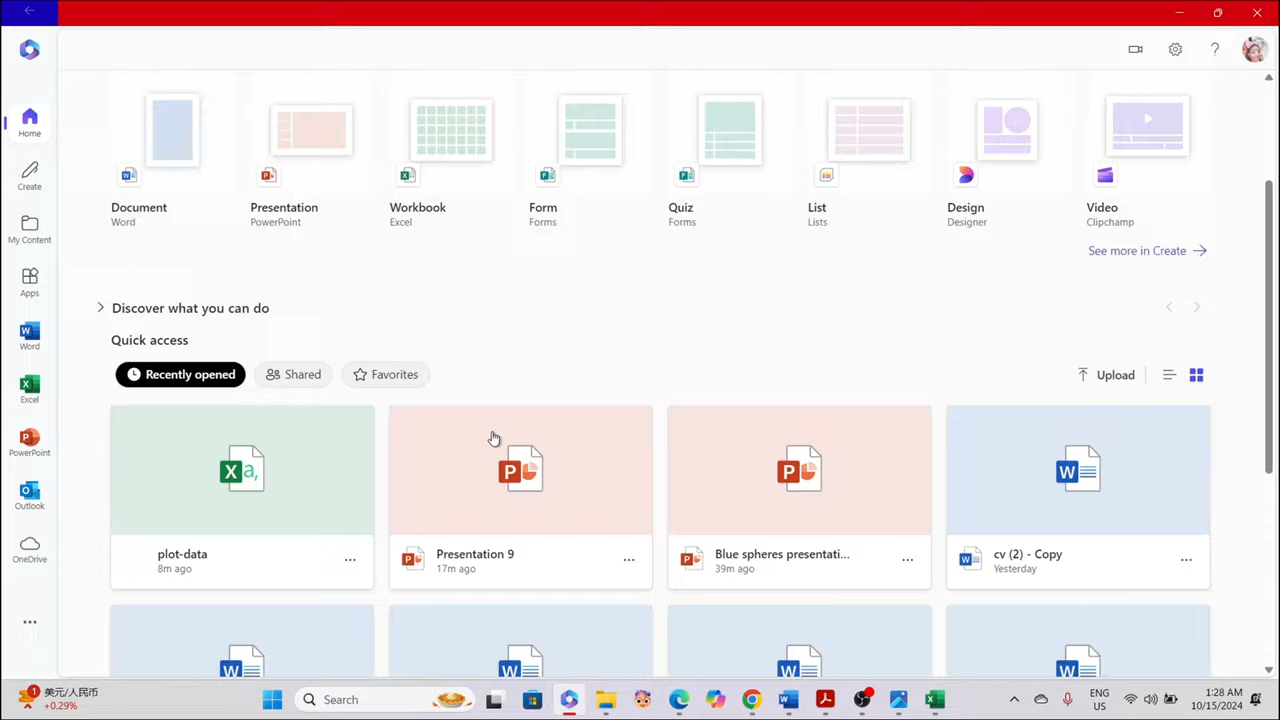 Home
Create
My Content
Apps
Word
Excel
PowerPoint
Outlook
OneDrive
Document
Word
Presentation
PowerPoint
Workbook
Excel
Form
Forms
Quiz
Forms
List
Lists
Design
Designer
Video
Clipchamp
See more in Create
Discover what you can do
Quick access
Recently opened
Shared
Favorites
Upload
plot-data
8m ago
Presentation 9
17m ago
Blue spheres presentati...
39m ago
cv (2) - Copy
Yesterday
1
美元/人民币
+0.29%
Search
ENG
US
1:28 AM
10/15/2024